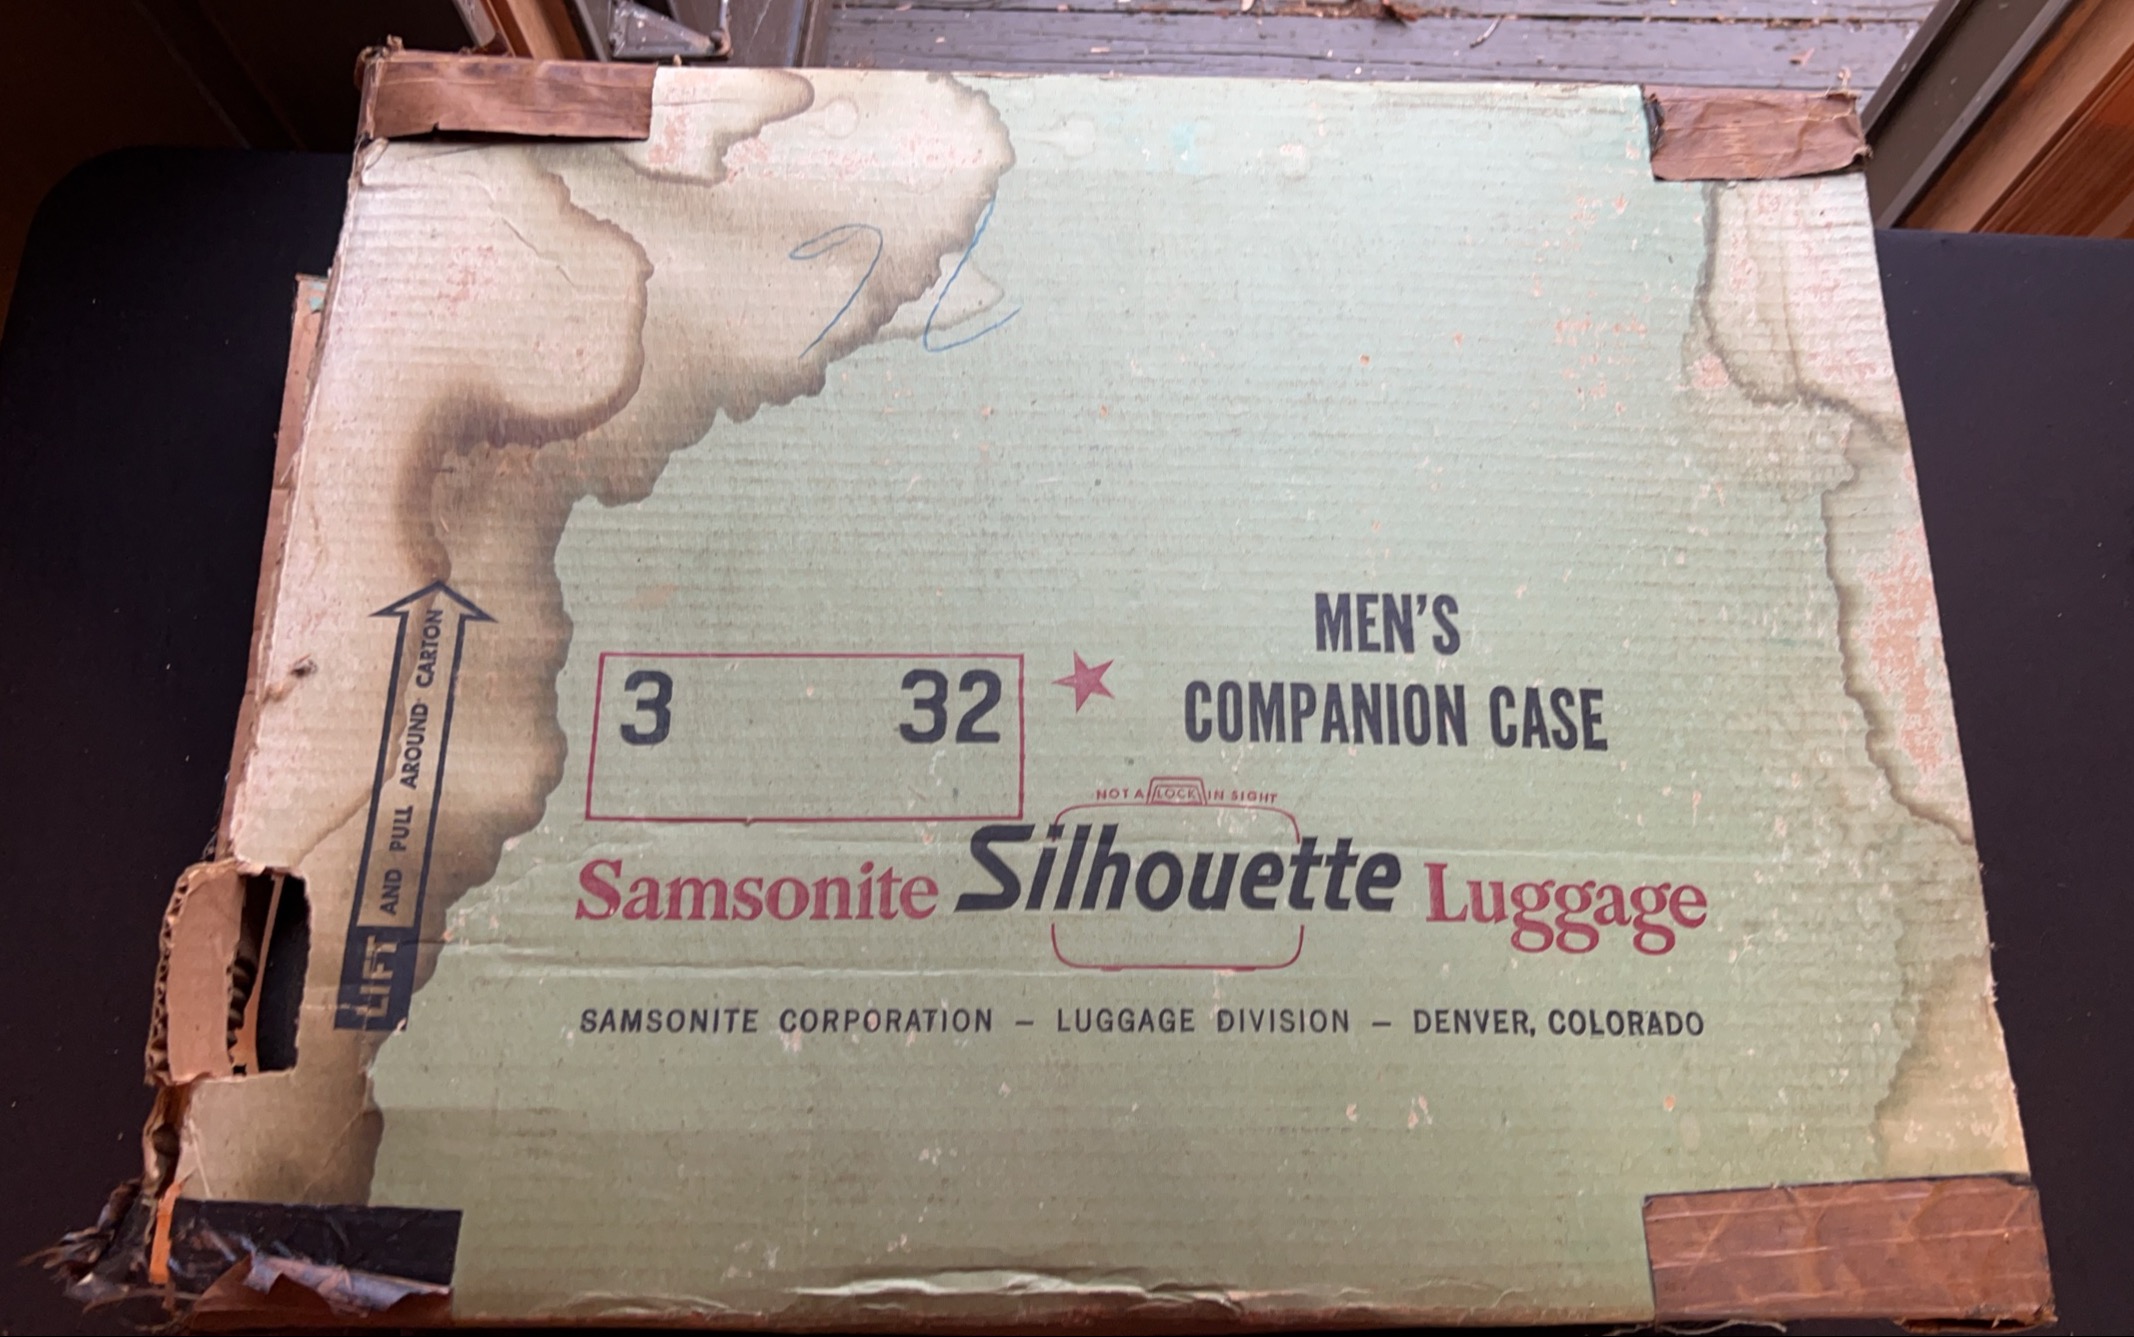 76
MEN'S
COMPANION CASE
3 32
NOT A LOCK IN SIGHT
Samsonite Silhouette Luggage
SAMSONITE CORPORATION — LUGGAGE DIVISION — DENVER, COLORADO
LIFT AND PULL AROUND CARTON